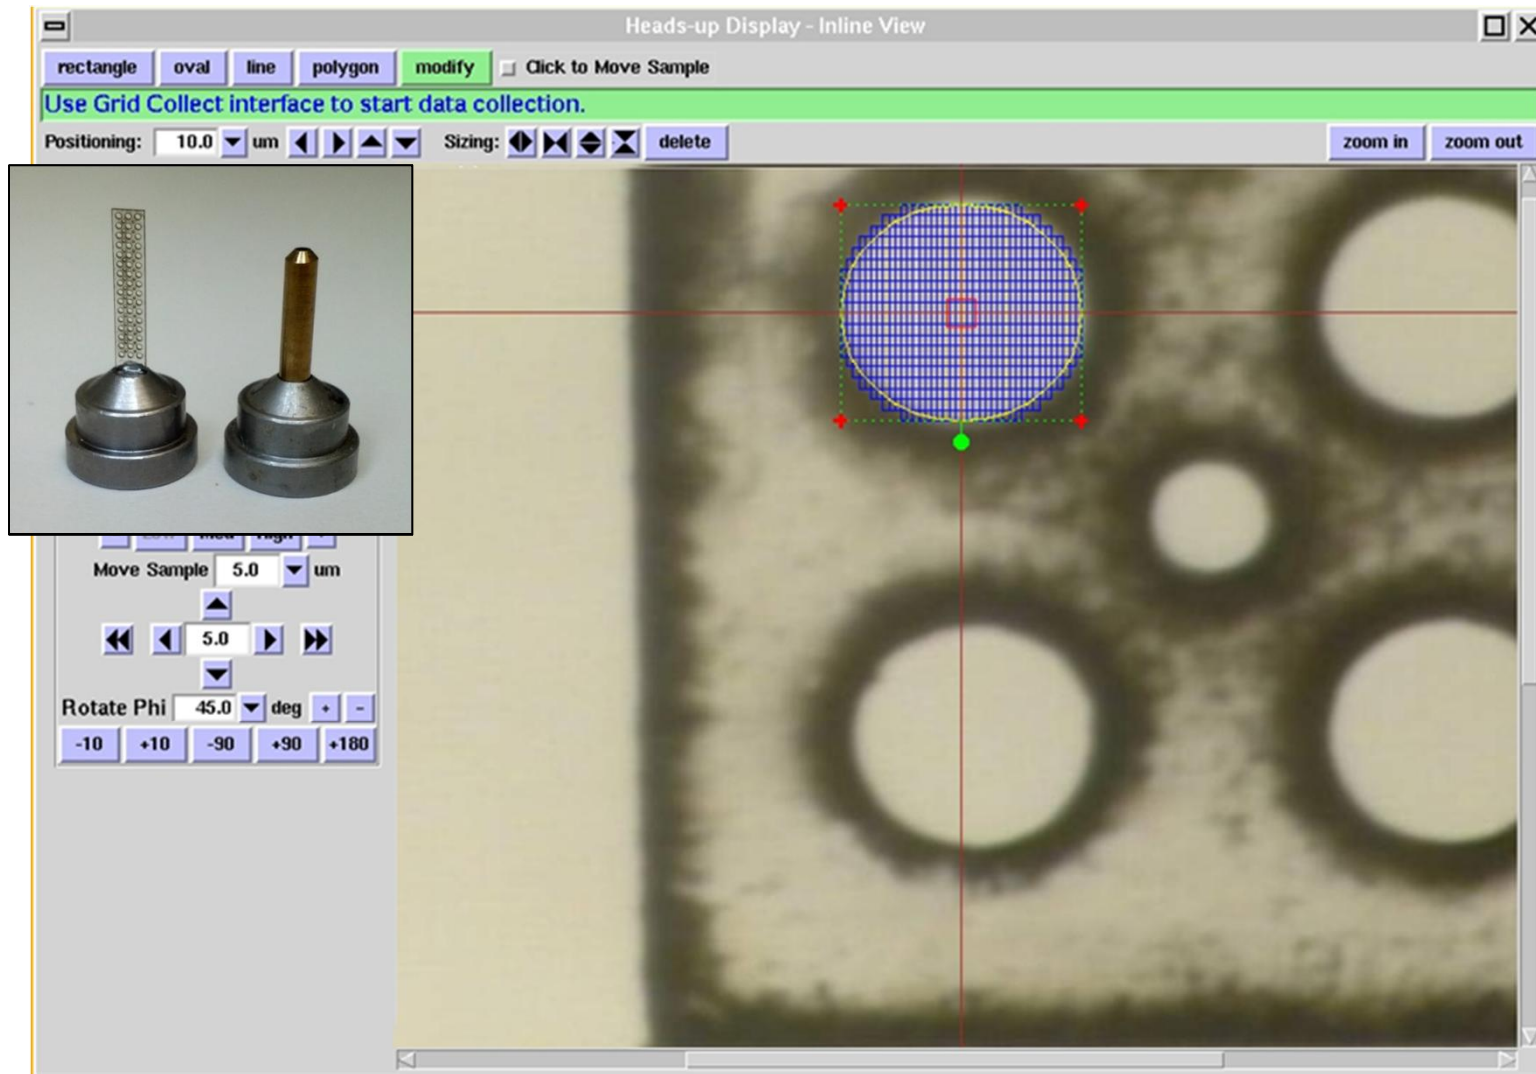 Heads-up Display - Inline View
rectangle oval line polygon modify Click to Move Sample
Use Grid Collect interface to start data collection.
Positioning: 10.0 um Sizing: delete zoom in zoom out
Move Sample 5.0 um
5.0
Rotate Phi 45.0 deg + -
-10 +10 -90 +90 +180